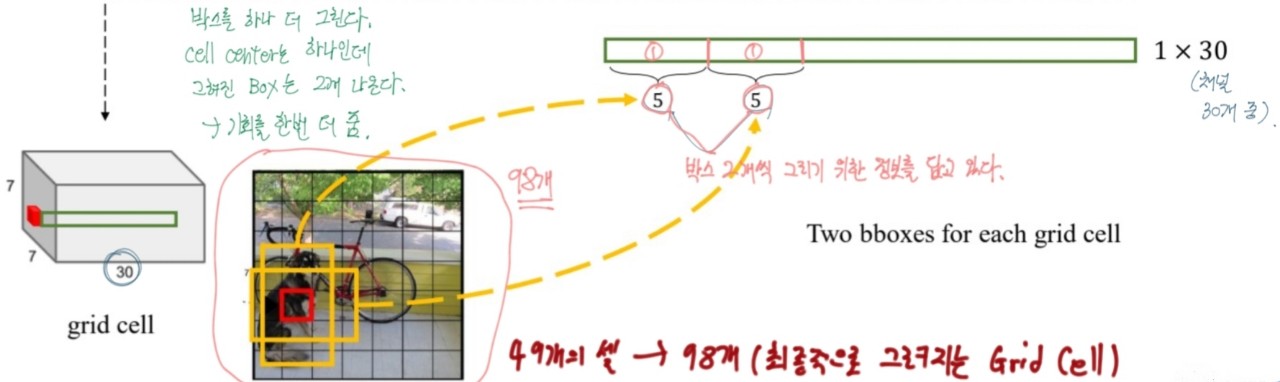 박스를 하나 더 그린다.
cell center는 하나인데
그려진 Box는 2개 나온다.
→ 기회를 한번 더 줌.
1 × 30
(채널
30개 중).
① ①
5 5
박스 2개씩 그리기 위한 정보를 담고 있다.
98개
7
7
30
grid cell
7
Two bboxes for each grid cell
49개의 셀 → 98개 (최종적으로 그려지는 Grid Cell)